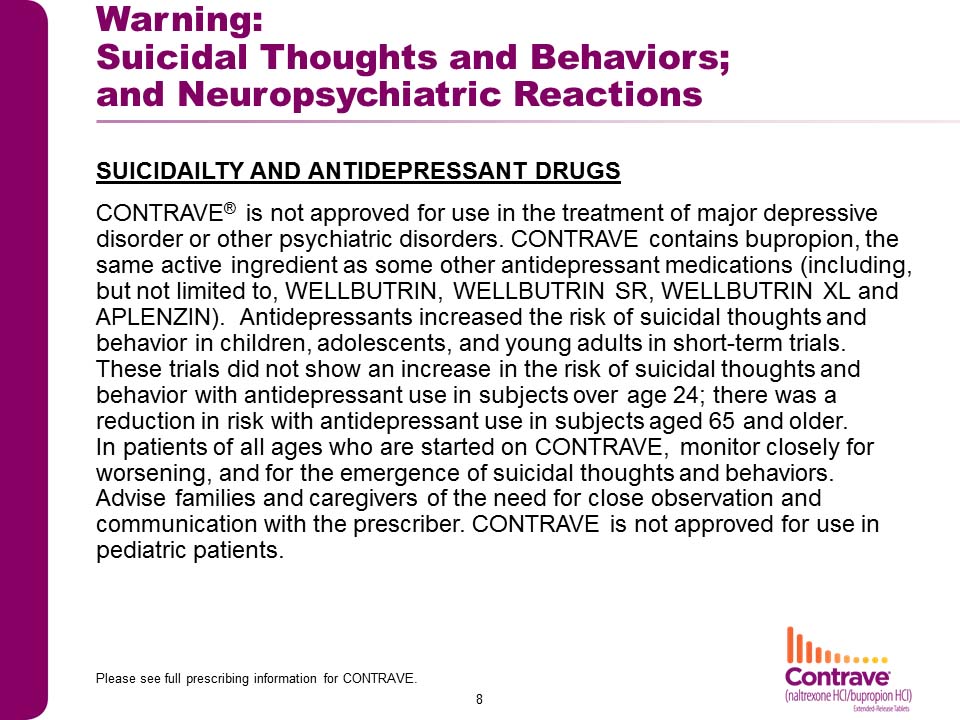 Warning:
Suicidal Thoughts and Behaviors;
and Neuropsychiatric Reactions
SUICIDAILTY AND ANTIDEPRESSANT DRUGS
CONTRAVE® is not approved for use in the treatment of major depressive
disorder or other psychiatric disorders. CONTRAVE contains bupropion, the
same active ingredient as some other antidepressant medications (including,
but not limited to, WELLBUTRIN, WELLBUTRIN SR, WELLBUTRIN XL and
APLENZIN). Antidepressants increased the risk of suicidal thoughts and
behavior in children, adolescents, and young adults in short-term trials.
These trials did not show an increase in the risk of suicidal thoughts and
behavior with antidepressant use in subjects over age 24; there was a
reduction in risk with antidepressant use in subjects aged 65 and older.
In patients of all ages who are started on CONTRAVE, monitor closely for
worsening, and for the emergence of suicidal thoughts and behaviors.
Advise families and caregivers of the need for close observation and
communication with the prescriber. CONTRAVE is not approved for use in
pediatric patients.
Please see full prescribing information for CONTRAVE.
8
Contrave®
(naltrexone HCl/bupropion HCl)
Extended-Release Tablets